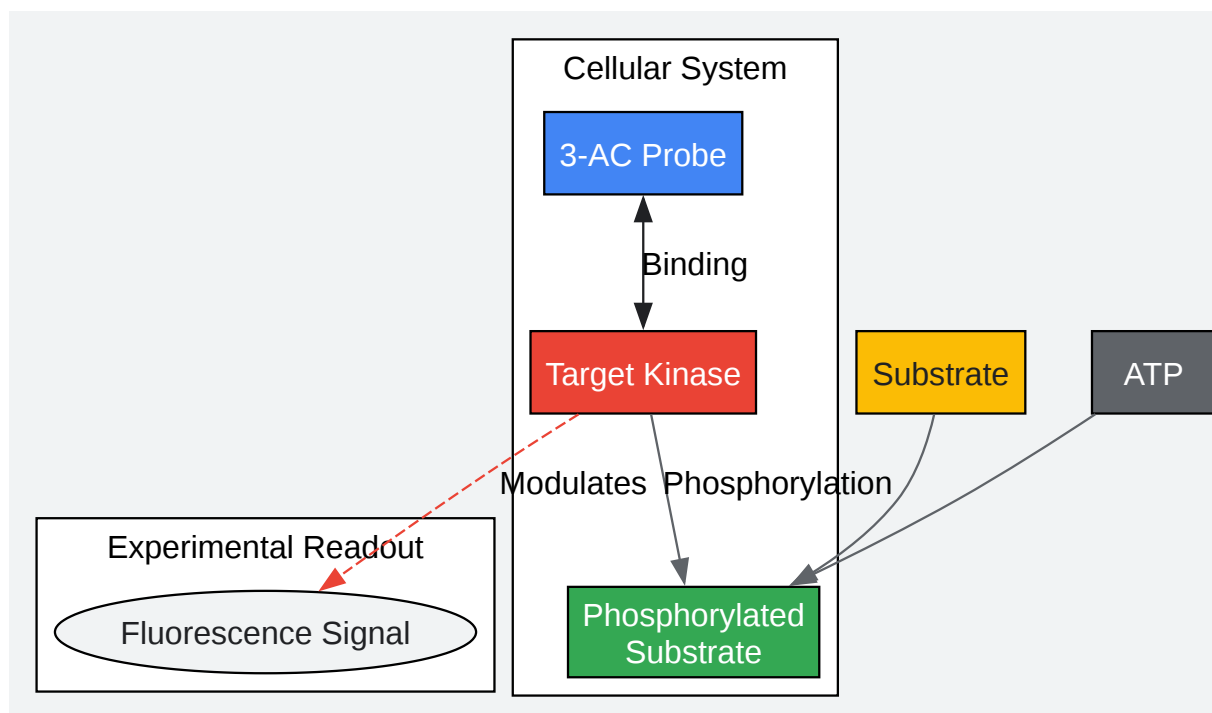 Cellular System
3-AC Probe
Binding
Target Kinase
Substrate
ATP
Modulates
Phosphorylation
Experimental Readout
Fluorescence Signal
Phosphorylated
Substrate